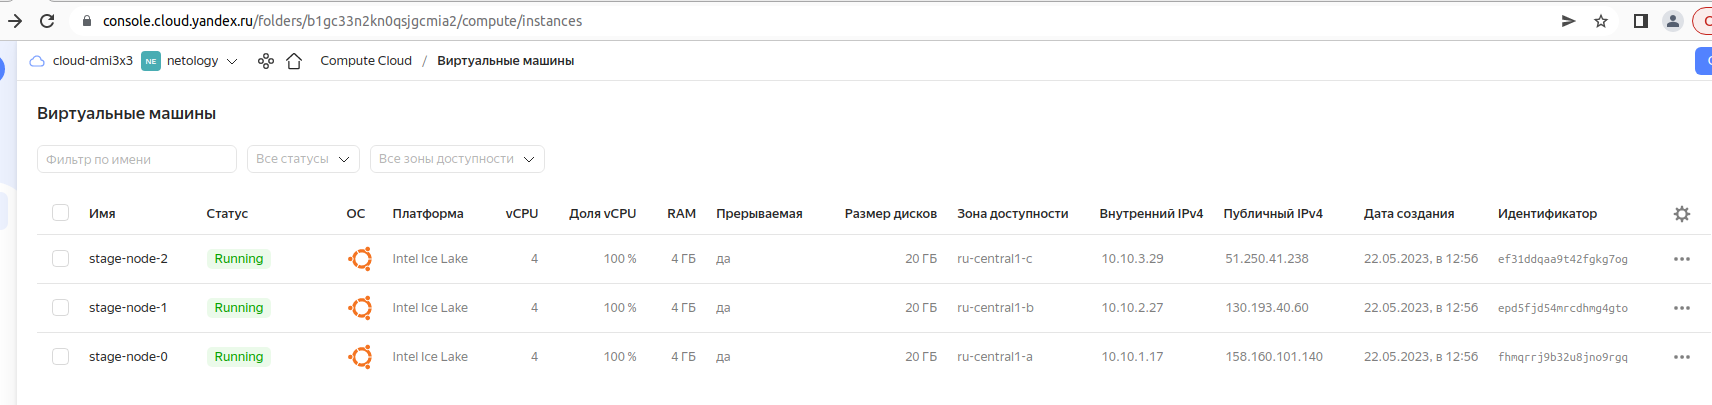 console.cloud.yandex.ru/folders/b1gc33n2kn0qsjgcmia2/compute/instances
cloud-dmi3x3 NE netology Compute Cloud / Виртуальные машины
Виртуальные машины
Фильтр по имени Все статусы Все зоны доступности
Имя Статус ОС Платформа vCPU Доля vCPU RAM Прерываемая Размер дисков Зона доступности Внутренний IPv4 Публичный IPv4 Дата создания Идентификатор
stage-node-2 Running Intel Ice Lake 4 100 % 4 ГБ да 20 ГБ ru-central1-c 10.10.3.29 51.250.41.238 22.05.2023, в 12:56 ef31ddqaa9t42fgkg7og
stage-node-1 Running Intel Ice Lake 4 100 % 4 ГБ да 20 ГБ ru-central1-b 10.10.2.27 130.193.40.60 22.05.2023, в 12:56 epd5fjd54mrcdhmg4gto
stage-node-0 Running Intel Ice Lake 4 100 % 4 ГБ да 20 ГБ ru-central1-a 10.10.1.17 158.160.101.140 22.05.2023, в 12:56 fhmqrrj9b32u8jno9rgq